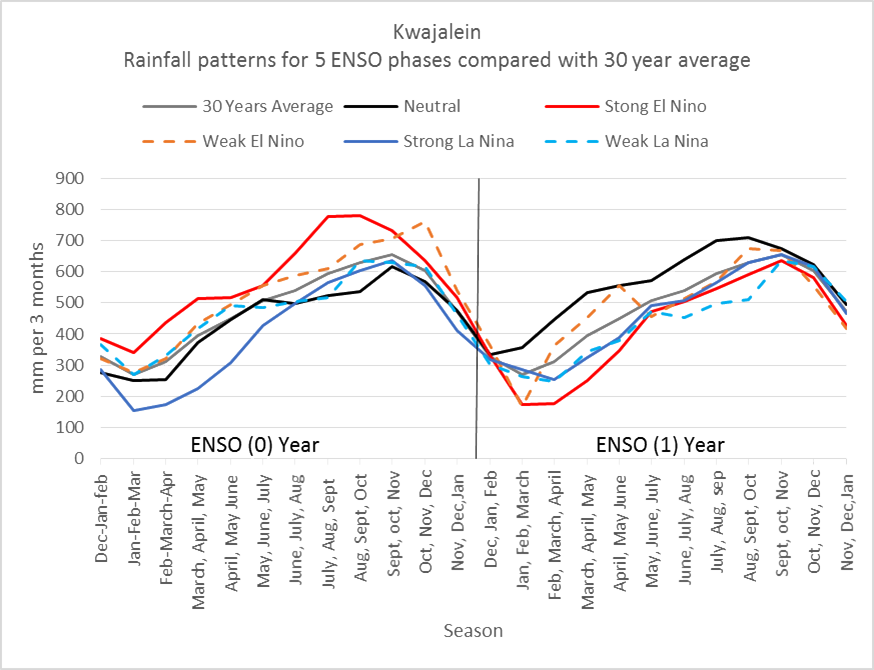 Kwajalein
Rainfall patterns for 5 ENSO phases compared with 30 year average
30 Years Average
Neutral
Stong El Nino
Weak El Nino
Strong La Nina
Weak La Nina
mm per 3 months
900
800
700
600
500
400
300
200
100
0
ENSO (0) Year
ENSO (1) Year
Dec-Jan-feb
Jan-Feb-Mar
Feb-March-Apr
March, April, May
April, May June
May, June, July
June, July, Aug
July, Aug, Sept
Aug, Sept, Oct
Sept, oct, Nov
Oct, Nov, Dec
Nov, Dec,Jan
Dec, Jan, Feb
Jan, Feb, March
Feb, March, April
March, April, May
April, May June
May, June, July
June, July, Aug
July, Aug, sep
Aug, Sept, Oct
Sept, oct, Nov
Oct, Nov, Dec
Nov, Dec,Jan
Season